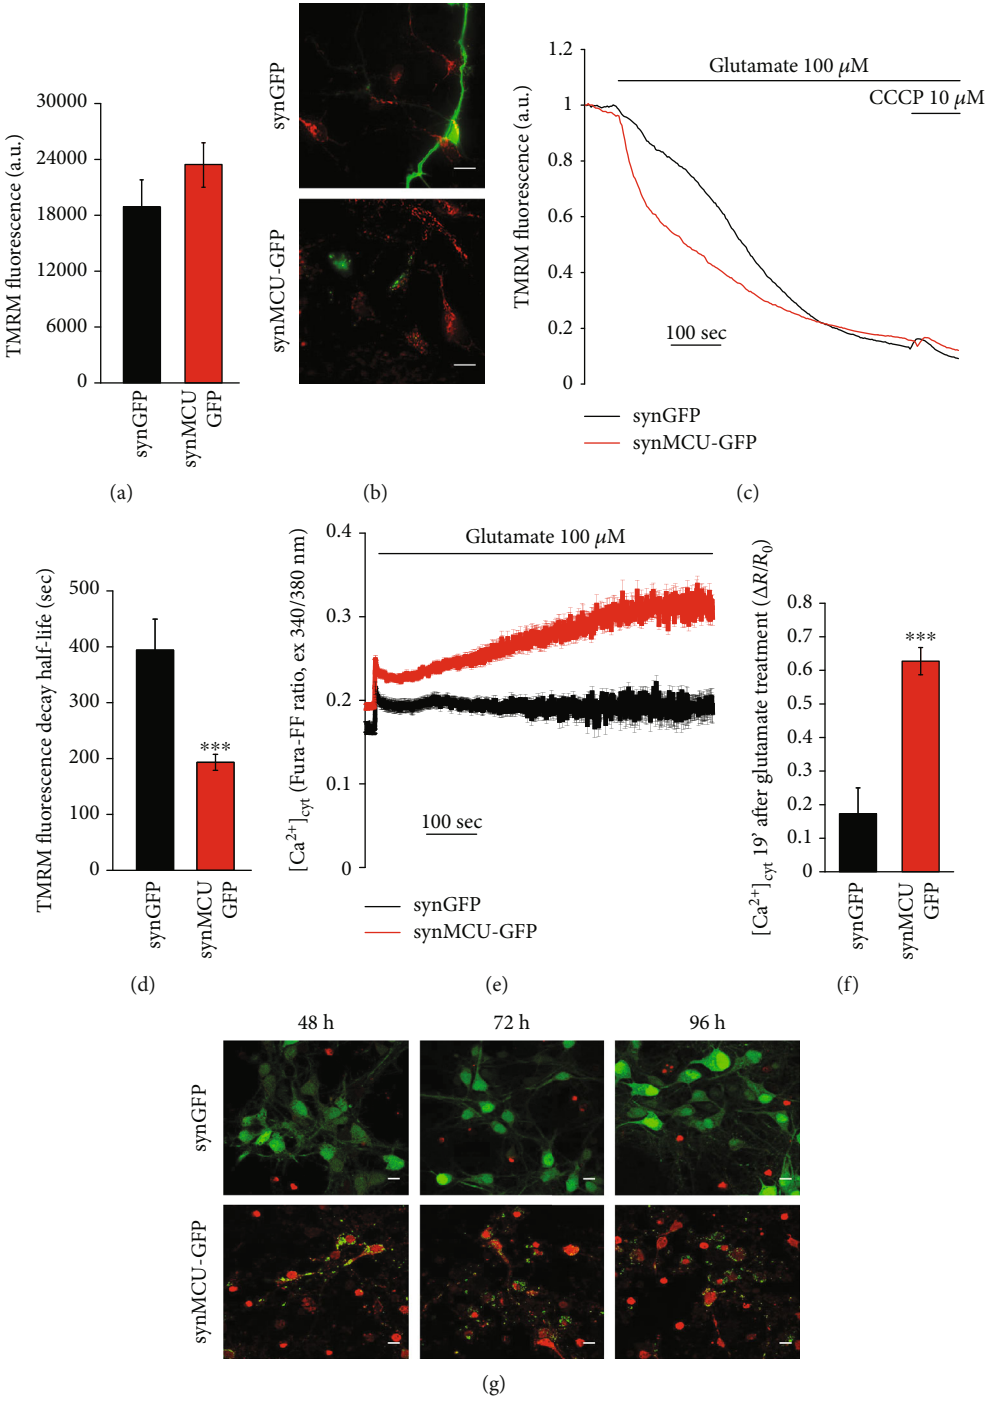 TMRM fluorescence (a.u.)
30000
24000
18000
12000
6000
0
synGFP
synMCU
GFP
(a)
synGFP
synMCU-GFP
(b)
TMRM fluorescence (a.u.)
1.2
1
0.8
0.6
0.4
0.2
0
Glutamate 100 μM
CCCP 10 μM
100 sec
synGFP
synMCU-GFP
(c)
TMRM fluorescence decay half-life (sec)
500
400
300
200
100
0
***
synGFP
synMCU
GFP
(d)
[Ca²⁺]cyt (Fura-FF ratio, ex 340/380 nm)
0.4
0.3
0.2
0.1
0
Glutamate 100 μM
100 sec
synGFP
synMCU-GFP
(e)
[Ca²⁺]cyt 19’ after glutamate treatment (ΔR/R₀)
0.8
0.7
0.6
0.5
0.4
0.3
0.2
0.1
0
***
synGFP
synMCU
GFP
(f)
48 h
72 h
96 h
synGFP
synMCU-GFP
(g)